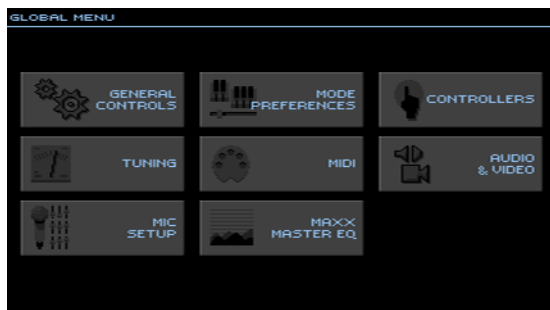 GLOBAL MENU
GENERAL
CONTROLS
MODE
PREFERENCES
CONTROLLERS
TUNING
MIDI
AUDIO
& VIDEO
MIC
SETUP
MAXX
MASTER EQ